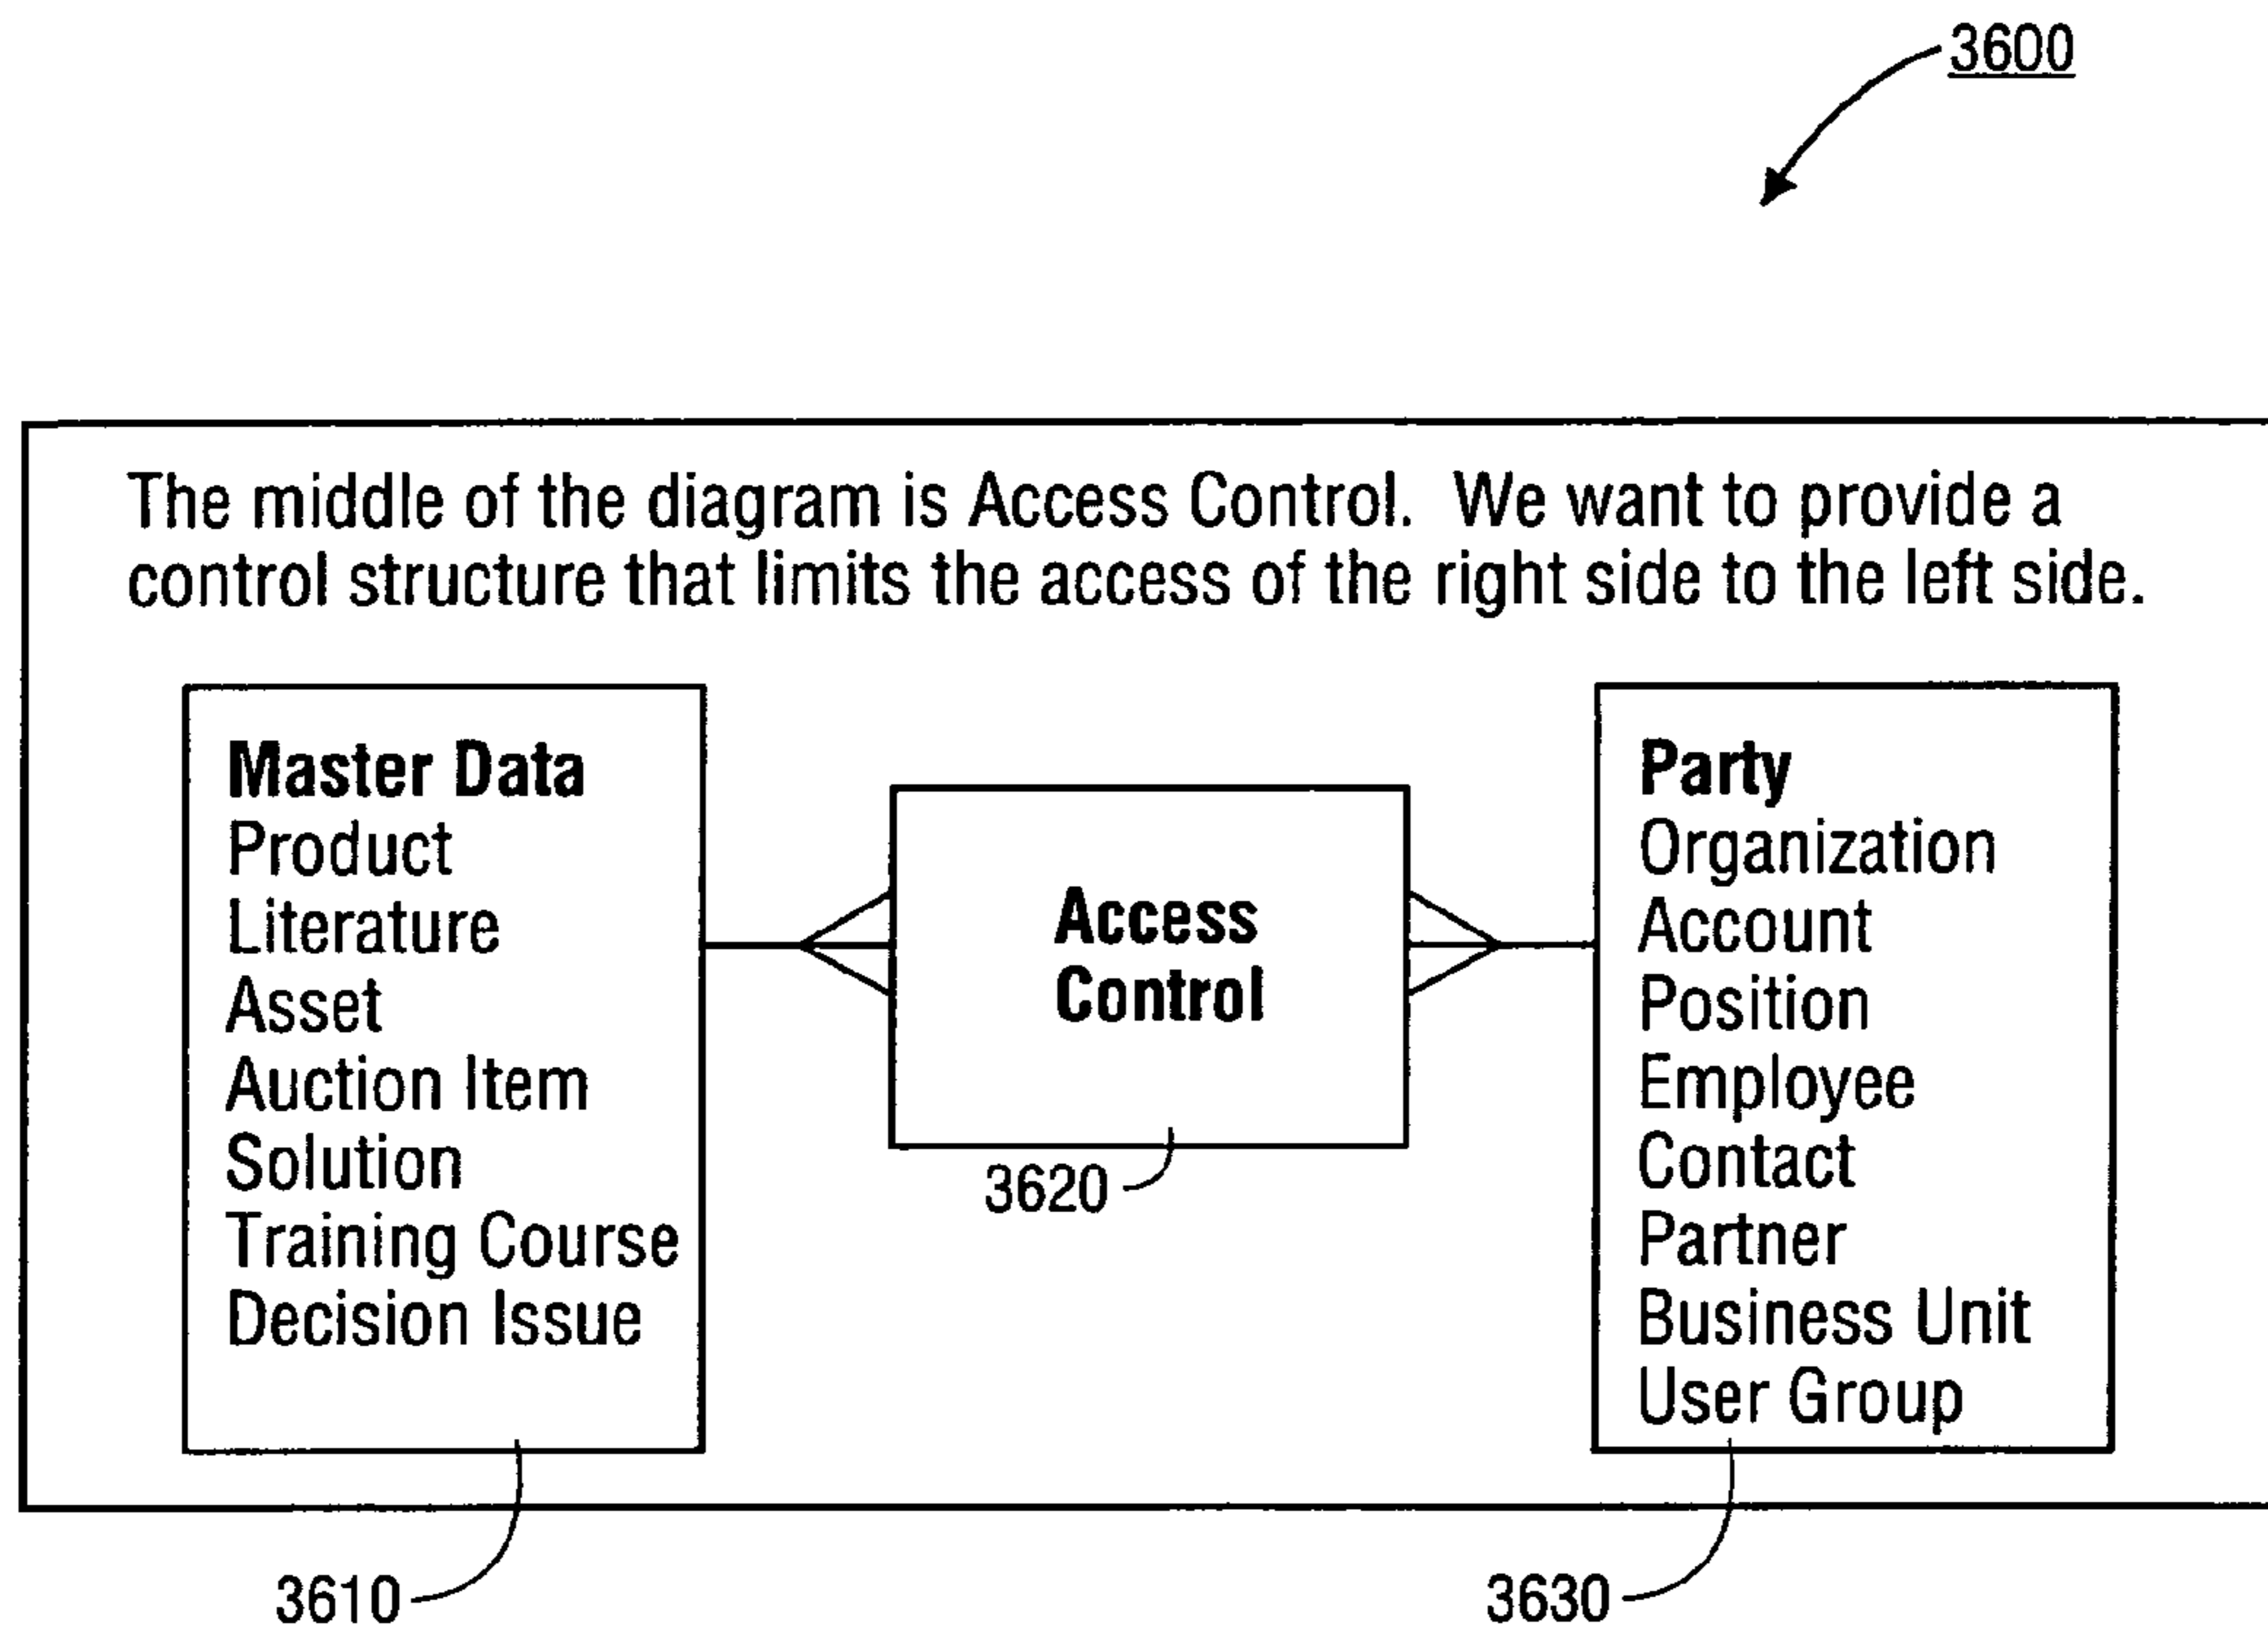 3600
The middle of the diagram is Access Control. We want to provide a
control structure that limits the access of the right side to the left side.
Master Data
Product
Literature
Asset
Auction Item
Solution
Training Course
Decision Issue
Access
Control
3620
Party
Organization
Account
Position
Employee
Contact
Partner
Business Unit
User Group
3610
3630